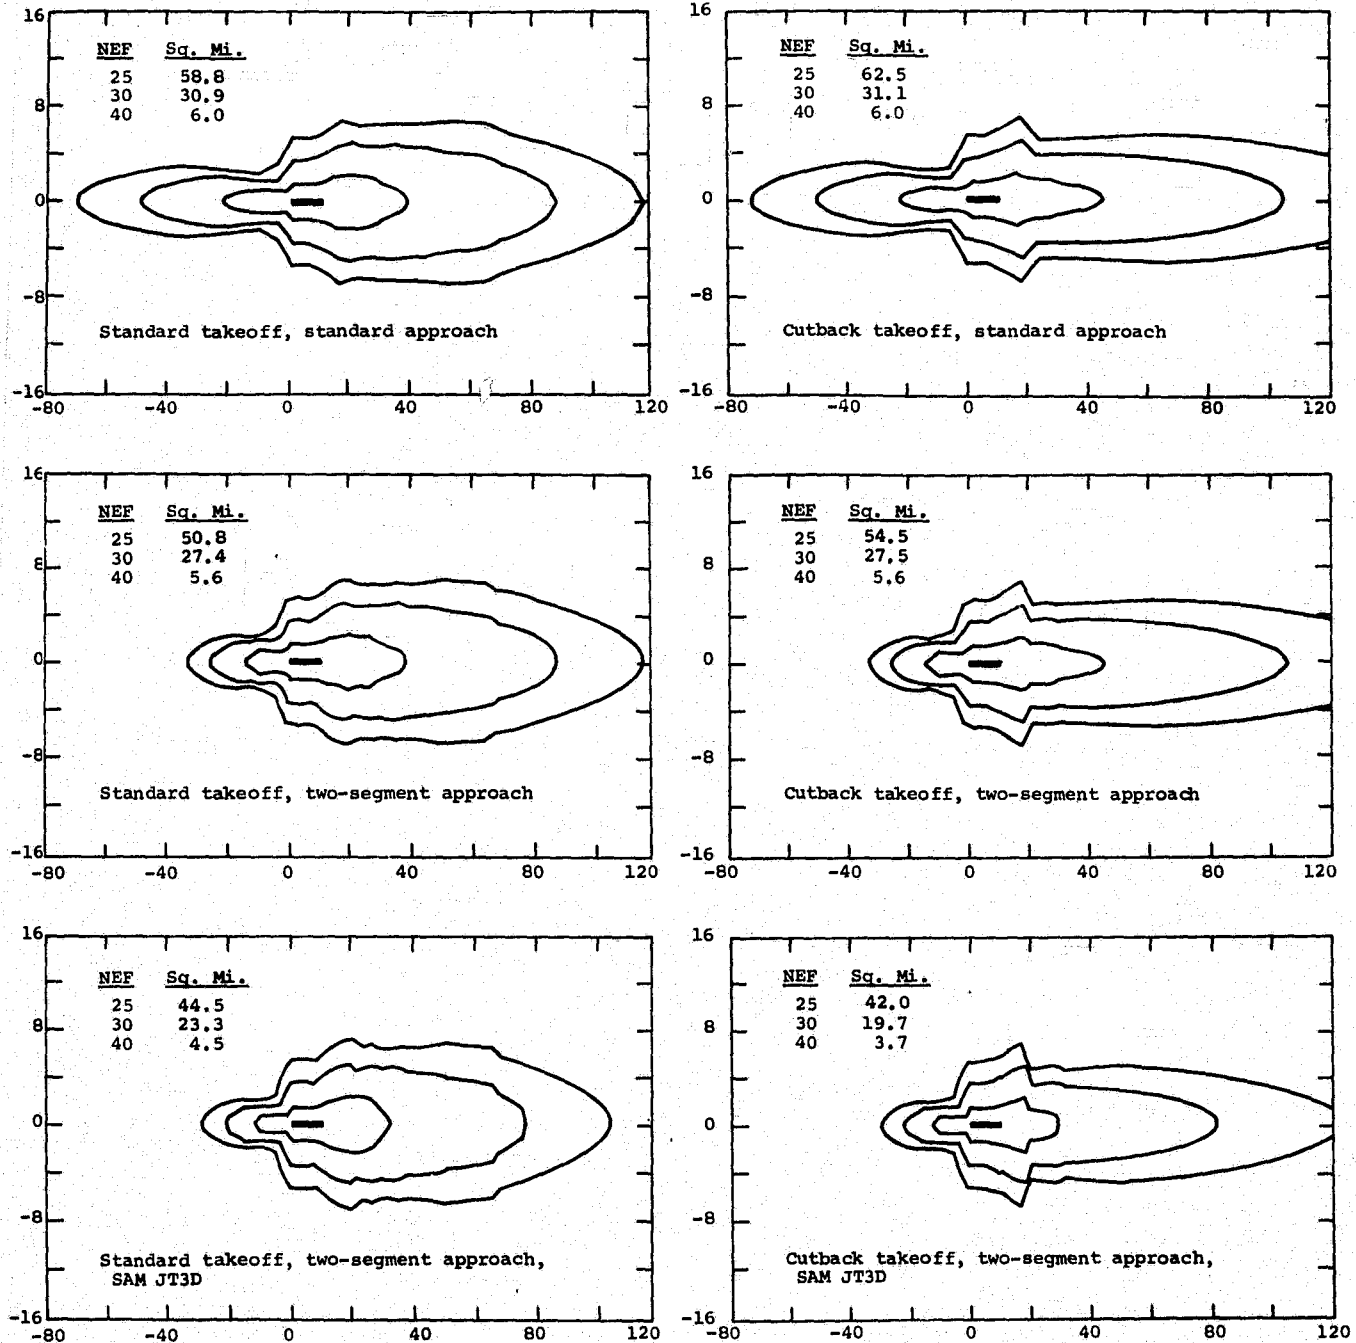 16
NEF Sq. Mi.
25 58.8
30 30.9
40 6.0
8
0
-8
Standard takeoff, standard approach
-16
-80 -40 0 40 80 120
16
NEF Sq. Mi.
25 62.5
30 31.1
40 6.0
8
0
-8
Cutback takeoff, standard approach
-16
-80 -40 0 40 80 120
16
NEF Sq. Mi.
25 50.8
30 27.4
40 5.6
8
0
-8
Standard takeoff, two-segment approach
-16
-80 -40 0 40 80 120
16
NEF Sq. Mi.
25 54.5
30 27.5
40 5.6
8
0
-8
Cutback takeoff, two-segment approach
-16
-80 -40 0 40 80 120
16
NEF Sq. Mi.
25 44.5
30 23.3
40 4.5
8
0
-8
Standard takeoff, two-segment approach,
SAM JT3D
-16
-80 -40 0 40 80 120
16
NEF Sq. Mi.
25 42.0
30 19.7
40 3.7
8
0
-8
Cutback takeoff, two-segment approach,
SAM JT3D
-16
-80 -40 0 40 80 120